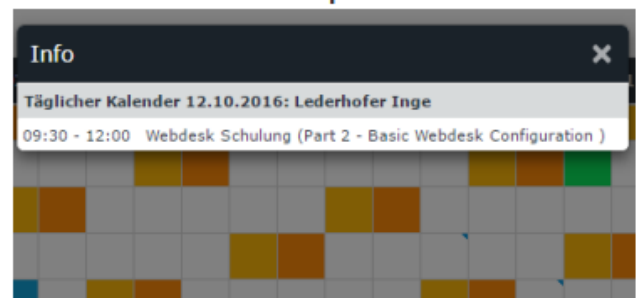 Info
Täglicher Kalender 12.10.2016: Lederhofer Inge
09:30 - 12:00 Webdesk Schulung (Part 2 - Basic Webdesk Configuration )